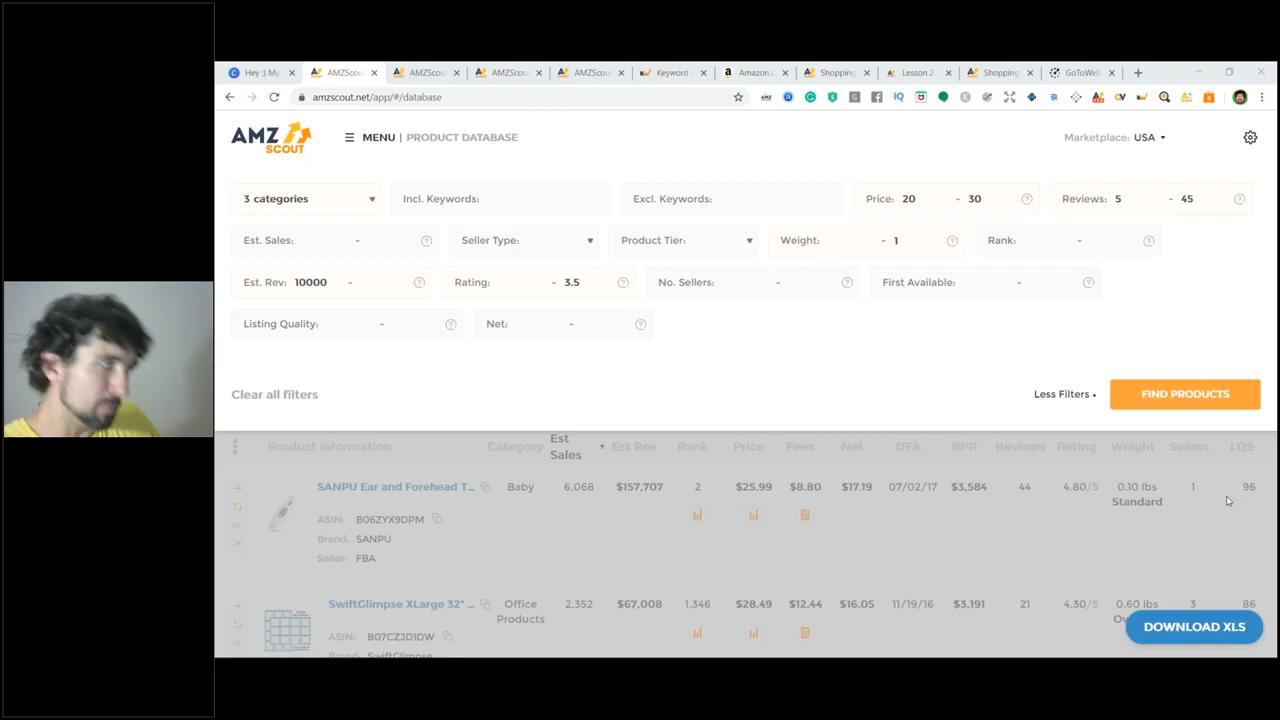 Hey :) My
AMZScout
AMZScou
AMZScou
AMZScou
Keyword
Amazon.c
Shopping
Lesson 2
Shopping
GoToWeb
amzscout.net/app/#/database
AMZ SCOUT
MENU | PRODUCT DATABASE
Marketplace: USA
3 categories
Incl. Keywords:
Excl. Keywords:
Price: 20 - 30
Reviews: 5 - 45
Est. Sales: -
Seller Type:
Product Tier:
Weight: - 1
Rank: -
Est. Rev: 10000 -
Rating: - 3.5
No. Sellers: -
First Available: -
Listing Quality: -
Net: -
Clear all filters
Less Filters
FIND PRODUCTS
Product information Category Est Sales Est Rev Rank Price Fees Net DFA RPR Reviews Rating Weight Sellers LQS
SANPU Ear and Forehead T... Baby 6,068 $157,707 2 $25.99 $8.80 $17.19 07/02/17 $3,584 44 4.80/5 0.10 lbs 1 96
Standard
ASIN: B06ZYX9DPM
Brand: SANPU
Seller: FBA
SwiftGlimpse XLarge 32" ... Office Products 2,352 $67,008 1,346 $28.49 $12.44 $16.05 11/19/16 $3,191 21 4.30/5 0.60 lbs 3 86
ASIN: B07CZJD1DW
Brand: SwiftGlimpse
DOWNLOAD XLS